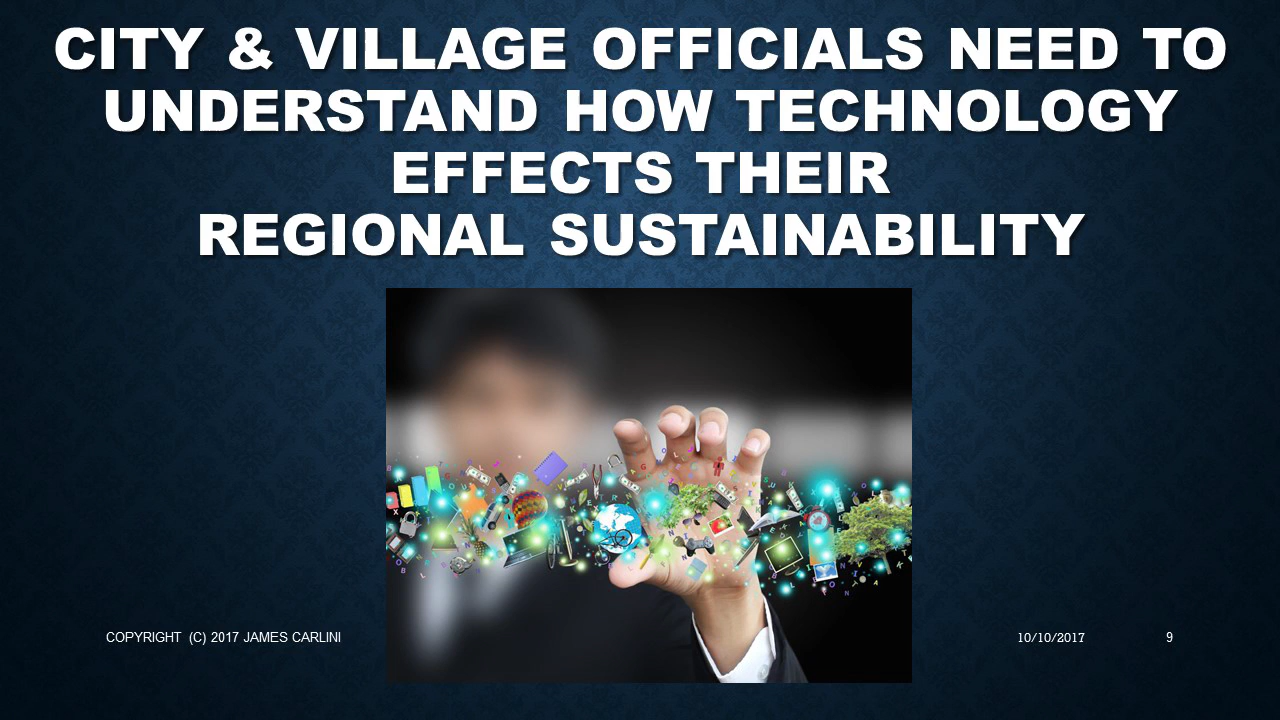 CITY & VILLAGE OFFICIALS NEED TO
UNDERSTAND HOW TECHNOLOGY
EFFECTS THEIR
REGIONAL SUSTAINABILITY
COPYRIGHT (C) 2017 JAMES CARLINI
10/10/2017
9